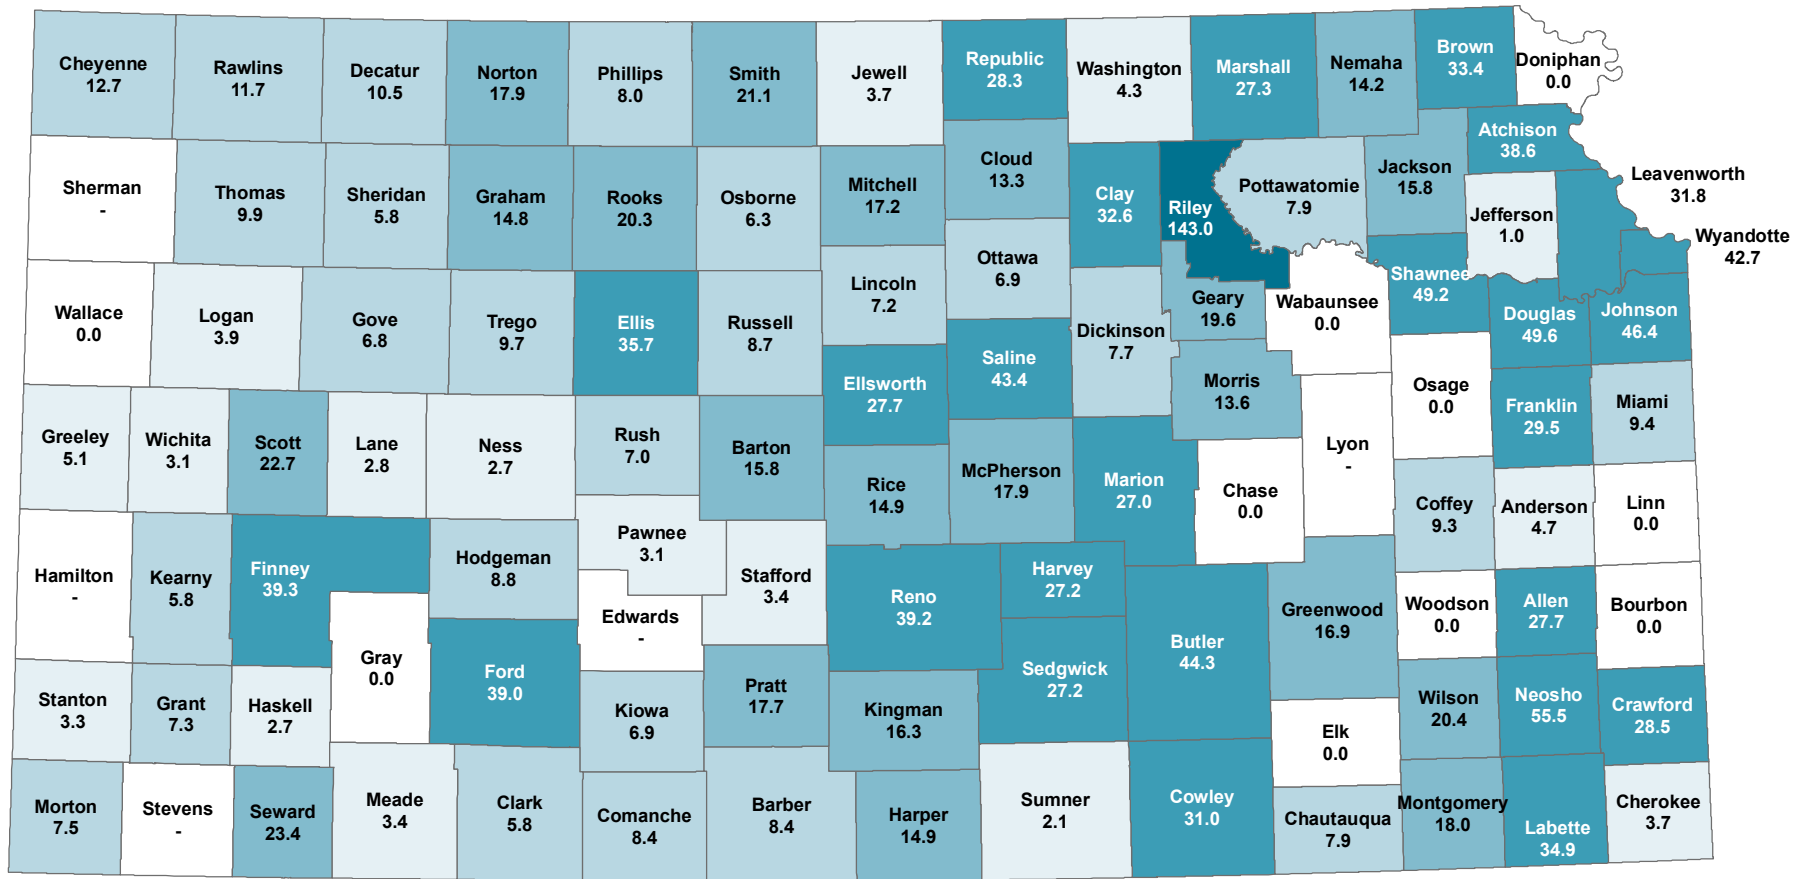 Cheyenne
12.7
Rawlins
11.7
Decatur
10.5
Norton
17.9
Phillips
8.0
Smith
21.1
Jewell
3.7
Republic
28.3
Washington
4.3
Marshall
27.3
Nemaha
14.2
Brown
33.4
Doniphan
0.0
Atchison
38.6
Sherman
-
Thomas
9.9
Sheridan
5.8
Graham
14.8
Rooks
20.3
Osborne
6.3
Mitchell
17.2
Cloud
13.3
Clay
32.6
Riley
143.0
Pottawatomie
7.9
Jackson
15.8
Jefferson
1.0
Leavenworth
31.8
Wyandotte
42.7
Wallace
0.0
Logan
3.9
Gove
6.8
Trego
9.7
Ellis
35.7
Russell
8.7
Lincoln
7.2
Ottawa
6.9
Saline
43.4
Dickinson
7.7
Geary
19.6
Wabaunsee
0.0
Shawnee
49.2
Douglas
49.6
Johnson
46.4
Greeley
5.1
Wichita
3.1
Scott
22.7
Lane
2.8
Ness
2.7
Rush
7.0
Barton
15.8
Ellsworth
27.7
Rice
14.9
McPherson
17.9
Marion
27.0
Morris
13.6
Chase
0.0
Lyon
-
Osage
0.0
Franklin
29.5
Miami
9.4
Coffey
9.3
Anderson
4.7
Linn
0.0
Hamilton
-
Kearny
5.8
Finney
39.3
Hodgeman
8.8
Pawnee
3.1
Edwards
-
Stafford
3.4
Reno
39.2
Harvey
27.2
Sedgwick
27.2
Butler
44.3
Greenwood
16.9
Woodson
0.0
Allen
27.7
Bourbon
0.0
Stanton
3.3
Grant
7.3
Haskell
2.7
Gray
0.0
Ford
39.0
Kiowa
6.9
Pratt
17.7
Kingman
16.3
Elk
0.0
Wilson
20.4
Neosho
55.5
Crawford
28.5
Morton
7.5
Stevens
-
Seward
23.4
Meade
3.4
Clark
5.8
Comanche
8.4
Barber
8.4
Harper
14.9
Sumner
2.1
Cowley
31.0
Chautauqua
7.9
Montgomery
18.0
Labette
34.9
Cherokee
3.7